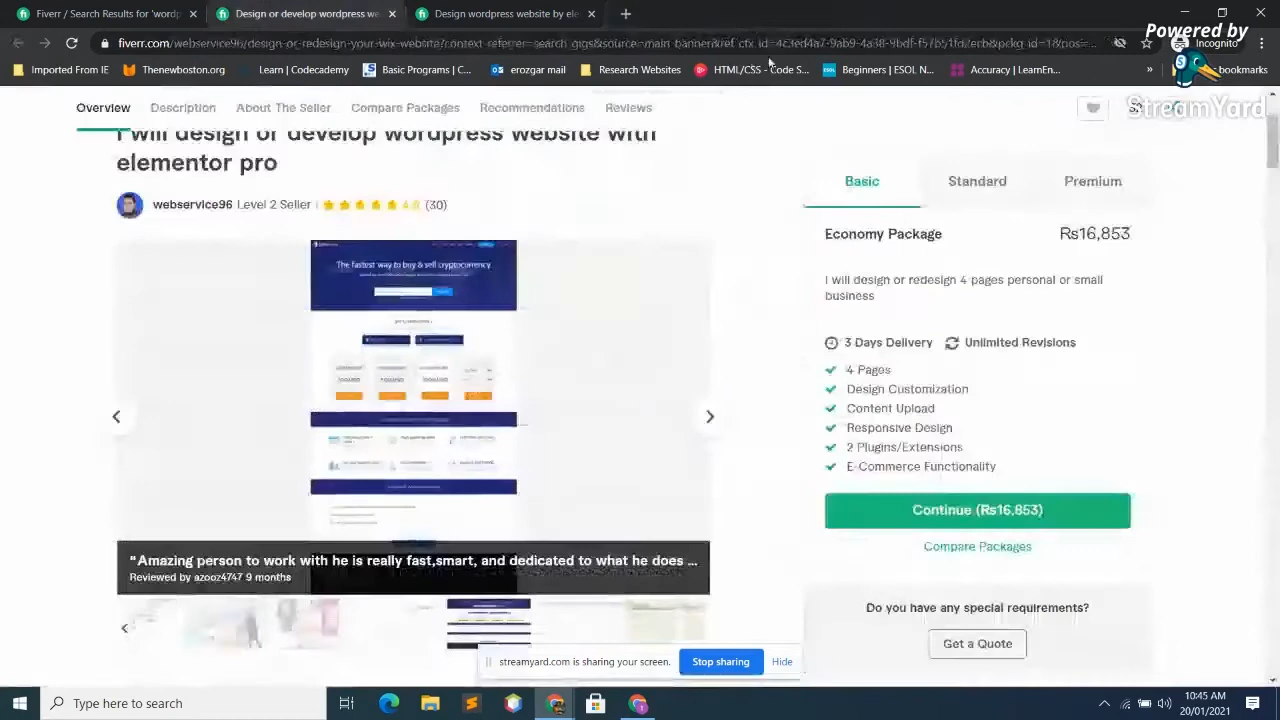 Fiverr / Search Results for 'wordp
Design or develop wordpress we
Design wordpress website by ele
Powered by
Incognito
StreamYard
Imported From IE
Thenewboston.org
Learn | Codecademy
Basic Programs | C...
Research Websites
HTML/CSS - Code S...
Beginners | ESOL N...
Accuracy | LearnEn...
bookmarks
Overview
Description
About The Seller
Compare Packages
Recommendations
Reviews
I will design or develop wordpress website with
elementor pro
webservice96 Level 2 Seller
(30)
The fastest way to buy & sell cryptocurrency
"Amazing person to work with he is really fast,smart, and dedicated to what he does ...
Reviewed by azooz4747 9 months
Basic
Standard
Premium
Economy Package
Rs16,853
I will design or redesign 4 pages personal or small
business
3 Days Delivery
Unlimited Revisions
4 Pages
Design Customization
Content Upload
Responsive Design
2 Plugins/Extensions
E-Commerce Functionality
Continue (Rs16,853)
Compare Packages
Do you have any special requirements?
Get a Quote
streamyard.com is sharing your screen.
Stop sharing
Hide
Type here to search
10:45 AM
20/01/2021